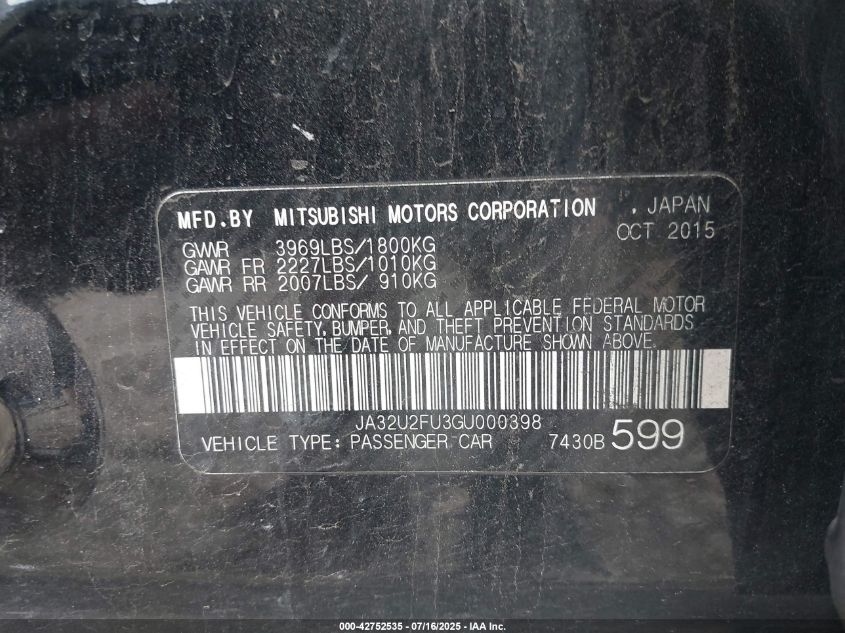 MFD.BY MITSUBISHI MOTORS CORPORATION , JAPAN
OCT 2015
GVWR 3969LBS/1800KG
GAWR FR 2227LBS/1010KG
GAWR RR 2007LBS/ 910KG
THIS VEHICLE CONFORMS TO ALL APPLICABLE FEDERAL MOTOR
VEHICLE SAFETY, BUMPER, AND THEFT PREVENTION STANDARDS
IN EFFECT ON THE DATE OF MANUFACTURE SHOWN ABOVE.
JA32U2FU3GU000398
VEHICLE TYPE: PASSENGER CAR 7430B 599
000-42752535 - 07/16/2025 - IAA Inc.